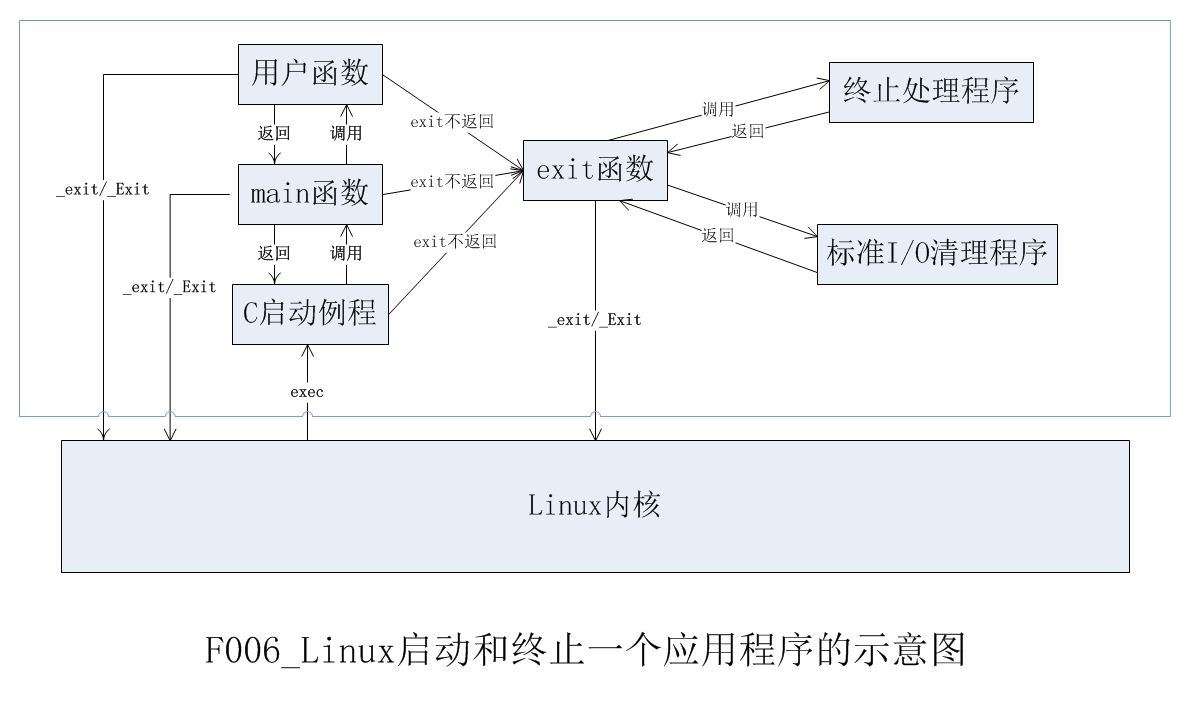 用户函数
终止处理程序
调用
exit不返回
返回
调用
返回
exit函数
_exit/_Exit
main函数
exit不返回
调用
返回
exit不返回
返回
调用
标准I/O清理程序
_exit/_Exit
C启动例程
_exit/_Exit
exec
Linux内核
F006_Linux启动和终止一个应用程序的示意图